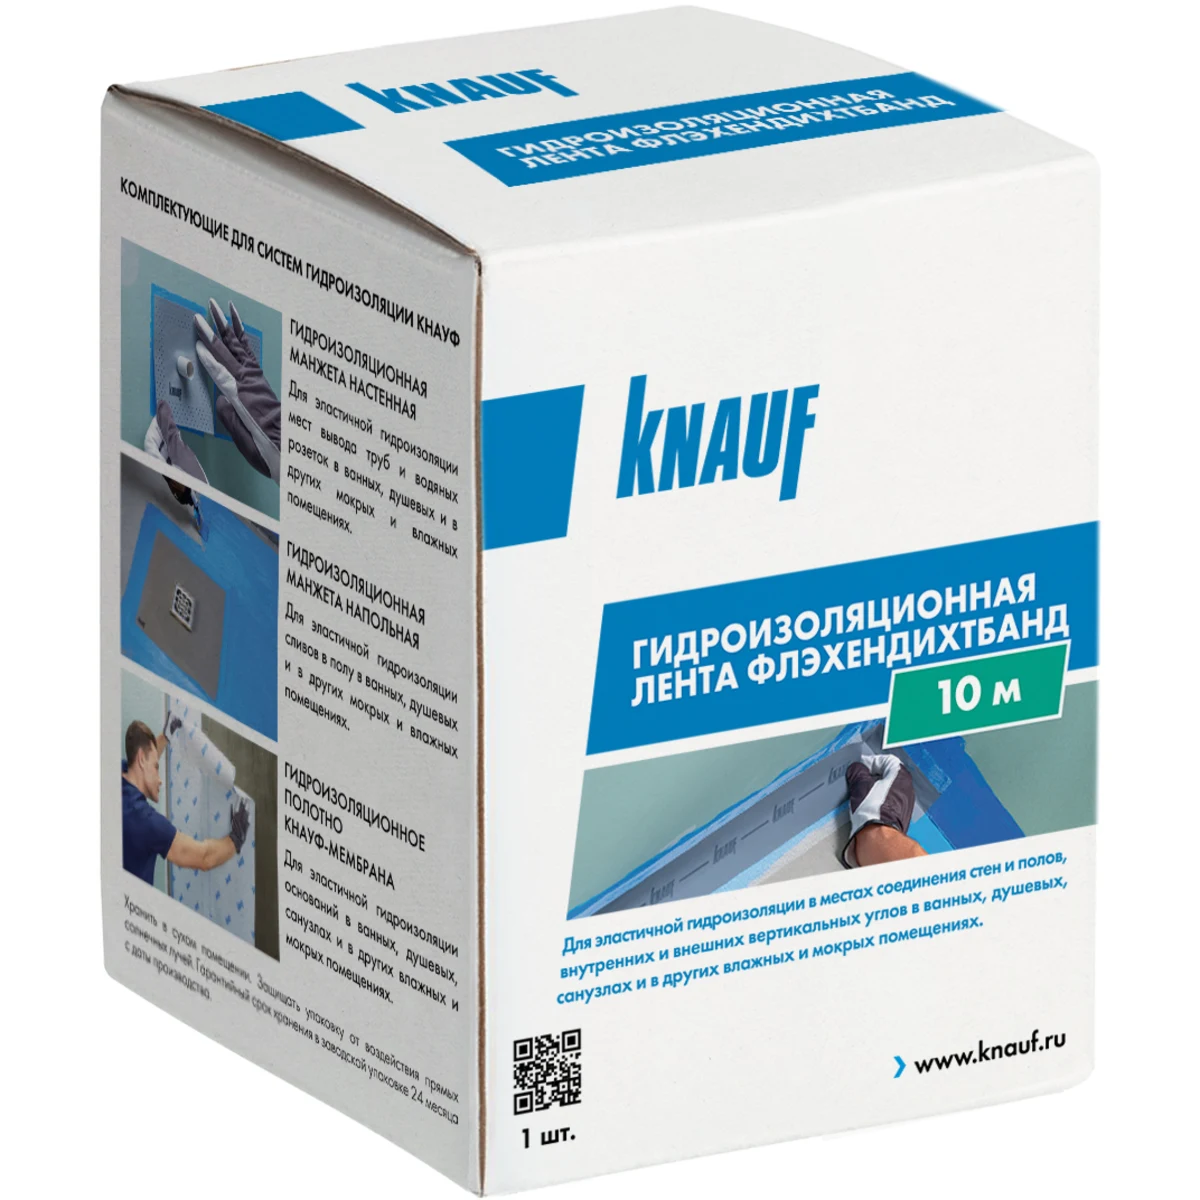 KNAUF
ГИДРОИЗОЛЯЦИОННАЯ
ЛЕНТА ФЛЭХЕНДИХТБАНД
КОМПЛЕКТУЮЩИЕ ДЛЯ СИСТЕМ ГИДРОИЗОЛЯЦИИ КНАУФ
ГИДРОИЗОЛЯЦИОННАЯ
МАНЖЕТА НАСТЕННАЯ
Для эластичной гидроизоляции
мест вывода труб и водяных
розеток в ванных, душевых и в
других мокрых и влажных
помещениях.
ГИДРОИЗОЛЯЦИОННАЯ
МАНЖЕТА НАПОЛЬНАЯ
Для эластичной гидроизоляции
сливов в полу в ванных, душевых
и в других мокрых и влажных
помещениях.
ГИДРОИЗОЛЯЦИОННОЕ
ПОЛОТНО
КНАУФ-МЕМБРАНА
Для эластичной гидроизоляции
оснований в ванных, душевых,
санузлах и в других влажных и
мокрых помещениях.
Хранить в сухом помещении. Защищать упаковку от воздействия прямых
солнечных лучей. Гарантийный срок хранения в заводской упаковке 24 месяца
с даты производства.
KNAUF
ГИДРОИЗОЛЯЦИОННАЯ
ЛЕНТА ФЛЭХЕНДИХТБАНД
10 м
KNAUF
KNAUF
Для эластичной гидроизоляции в местах соединения стен и полов,
внутренних и внешних вертикальных углов в ванных, душевых,
санузлах и в других влажных и мокрых помещениях.
www.knauf.ru
1 шт.